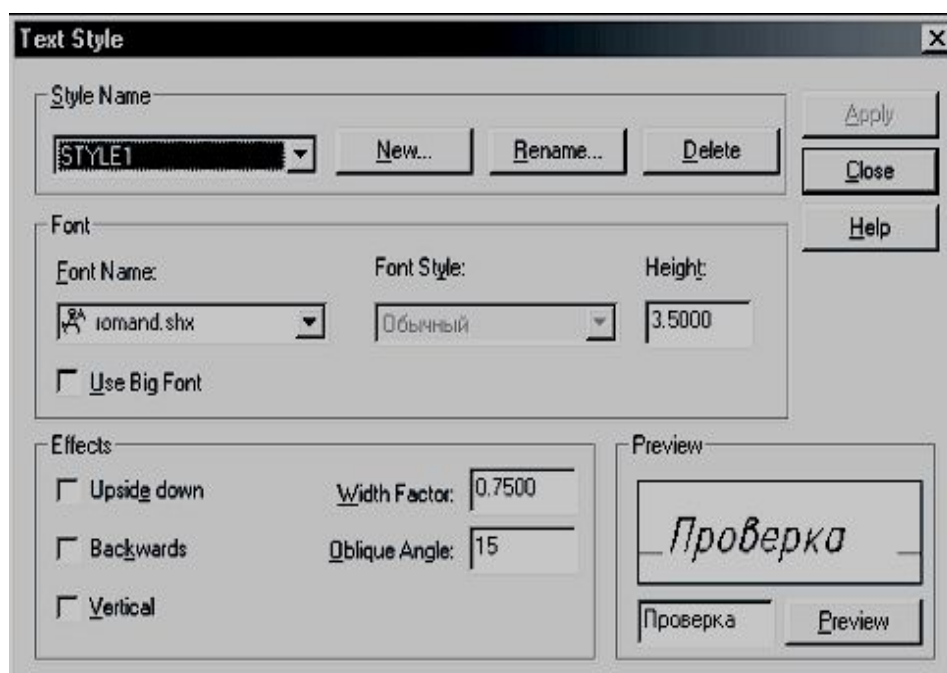 Text Style
Style Name
STYLE1 New... Rename... Delete
Apply
Close
Help
Font
Font Name: Font Style: Height:
romand.shx Обычный 3.5000
Use Big Font
Effects
Upside down Width Factor: 0.7500
Backwards Oblique Angle: 15
Vertical
Preview
Проверка
Проверка Preview